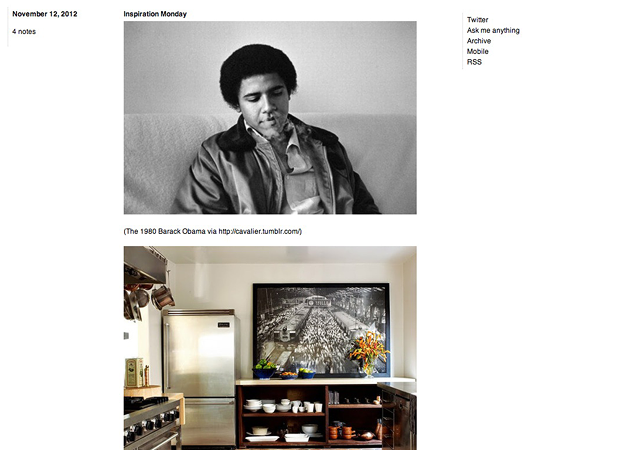 November 12, 2012
4 notes
Inspiration Monday
(The 1980 Barack Obama via http://cavalier.tumblr.com/)
Twitter
Ask me anything
Archive
Mobile
RSS